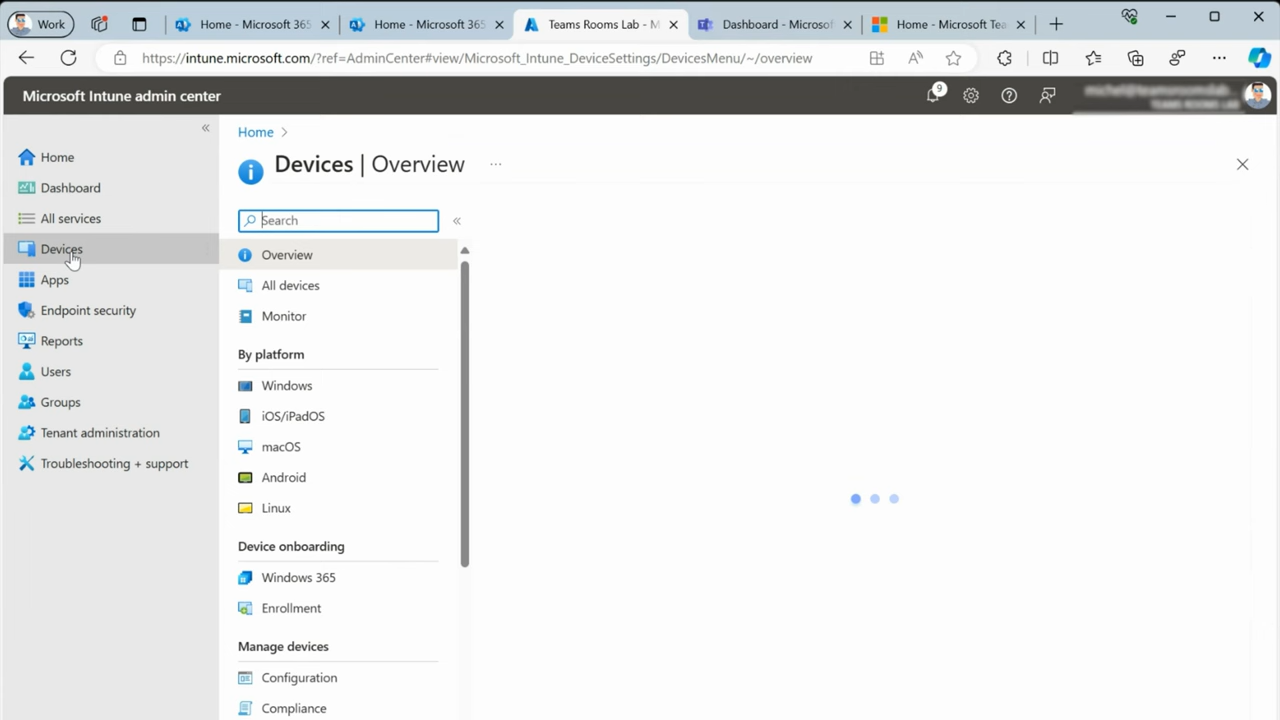 Work
Home - Microsoft 365
Home - Microsoft 365
Teams Rooms Lab - M
Dashboard - Microsof
Home - Microsoft Tea
https://intune.microsoft.com/?ref=AdminCenter#view/Microsoft_Intune_DeviceSettings/DevicesMenu/~/overview
Microsoft Intune admin center
9
TEAMS ROOMS LAB
Home
Dashboard
All services
Devices
Apps
Endpoint security
Reports
Users
Groups
Tenant administration
Troubleshooting + support
Home
Devices | Overview
Search
Overview
All devices
Monitor
By platform
Windows
iOS/iPadOS
macOS
Android
Linux
Device onboarding
Windows 365
Enrollment
Manage devices
Configuration
Compliance